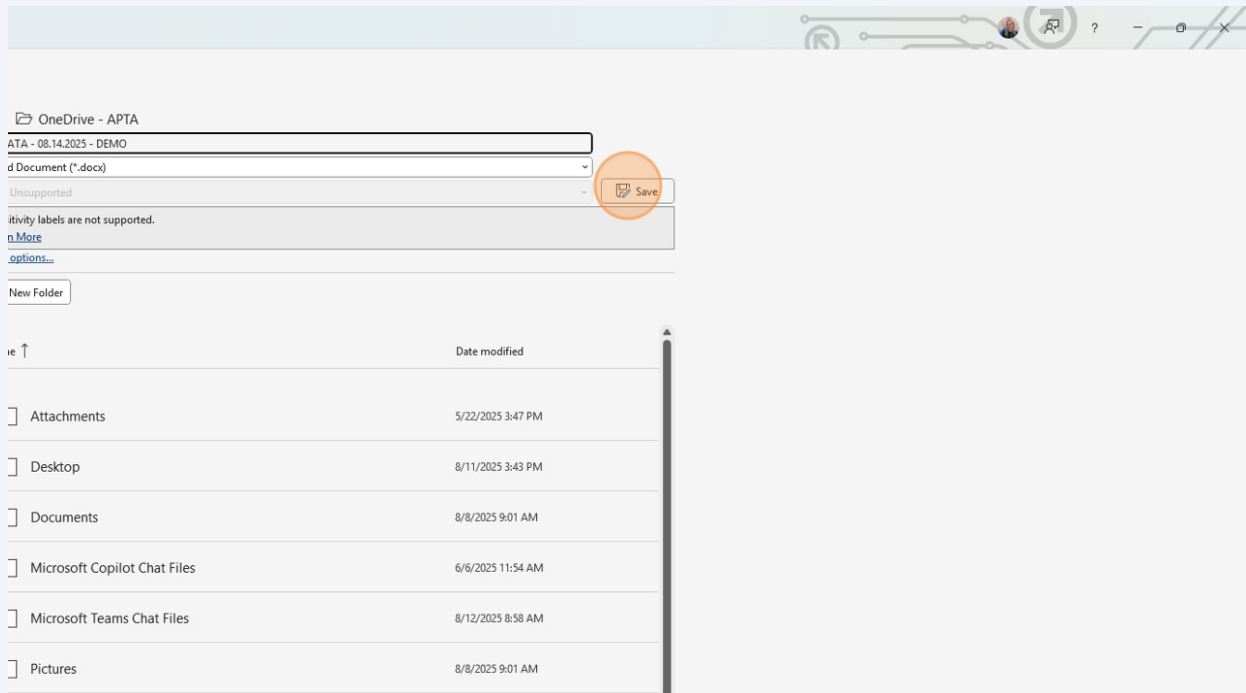 ?
OneDrive - APTA
ATA - 08.14.2025 - DEMO
d Document (*.docx)
Unsupported
Save
itivity labels are not supported.
n More
options...
New Folder
ne ↑ Date modified
Attachments 5/22/2025 3:47 PM
Desktop 8/11/2025 3:43 PM
Documents 8/8/2025 9:01 AM
Microsoft Copilot Chat Files 6/6/2025 11:54 AM
Microsoft Teams Chat Files 8/12/2025 8:58 AM
Pictures 8/8/2025 9:01 AM